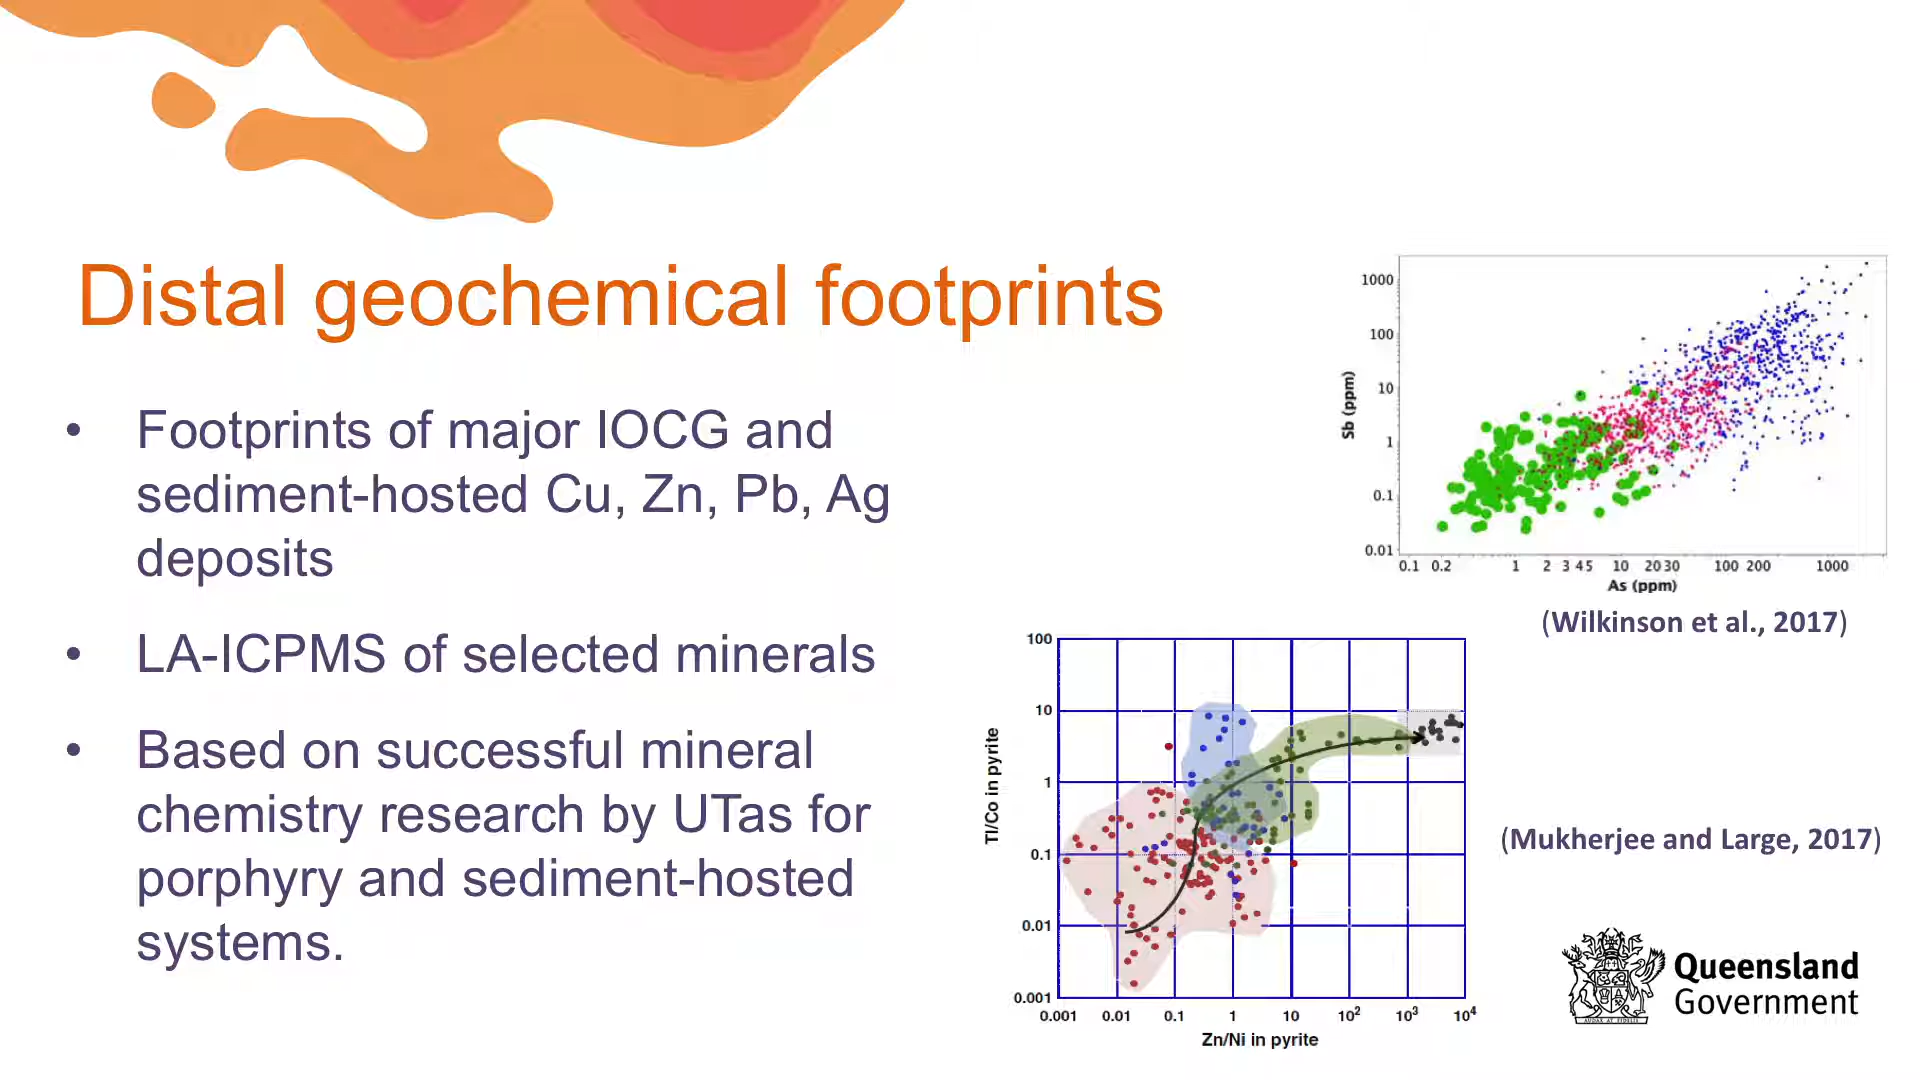 Distal geochemical footprints
• Footprints of major IOCG and
sediment-hosted Cu, Zn, Pb, Ag
deposits
• LA-ICPMS of selected minerals
• Based on successful mineral
chemistry research by UTas for
porphyry and sediment-hosted
systems.
1000
100
10
1
0.1
0.01
Sb (ppm)
0.1 0.2 1 2 3 4 5 10 20 30 100 200 1000
As (ppm)
(Wilkinson et al., 2017)
100
10
1
0.1
0.01
0.001
Tl/Co in pyrite
0.001 0.01 0.1 1 10 10² 10³ 10⁴
Zn/Ni in pyrite
(Mukherjee and Large, 2017)
AUDAX AT FIDELIS
Queensland
Government